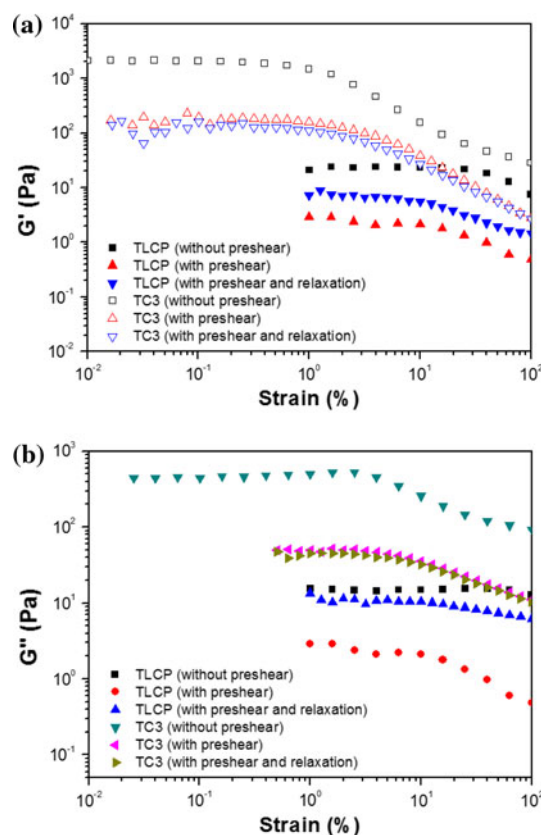 (a)
10⁴
10³
10²
10¹
10⁰
10⁻¹
10⁻²
G' (Pa)
TLCP (without preshear)
TLCP (with preshear)
TLCP (with preshear and relaxation)
TC3 (without preshear)
TC3 (with preshear)
TC3 (with preshear and relaxation)
10⁻² 10⁻¹ 10⁰ 10¹ 10²
Strain (%)
(b)
10³
10²
10¹
10⁰
10⁻¹
G" (Pa)
TLCP (without preshear)
TLCP (with preshear)
TLCP (with preshear and relaxation)
TC3 (without preshear)
TC3 (with preshear)
TC3 (with preshear and relaxation)
10⁻² 10⁻¹ 10⁰ 10¹ 10²
Strain (%)